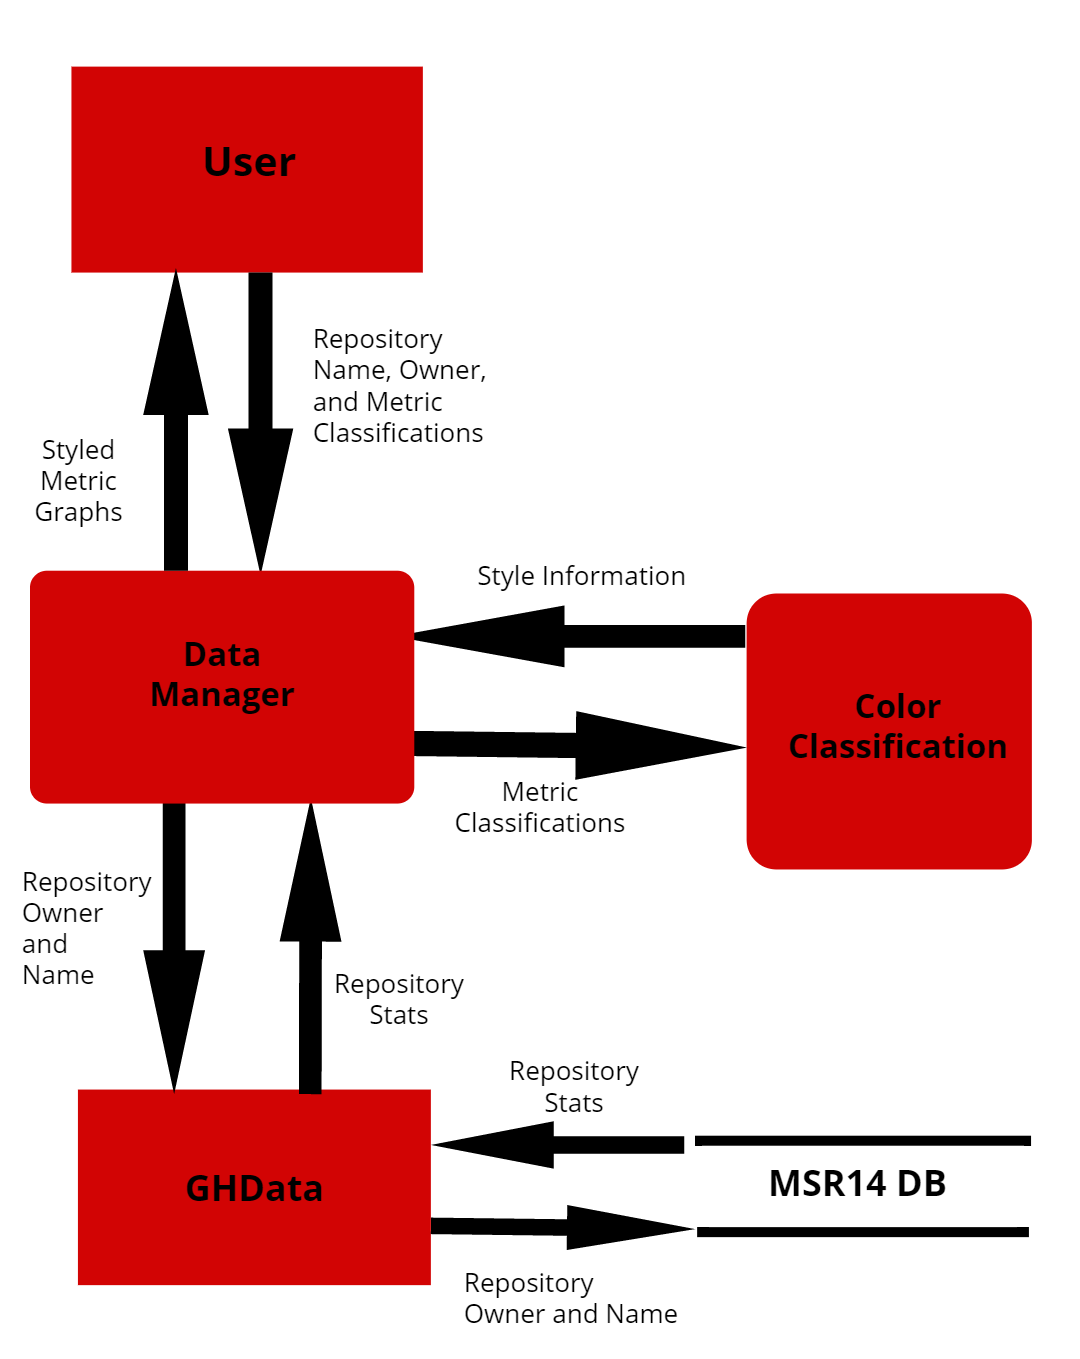 User
Repository
Name, Owner,
and Metric
Classifications
Styled
Metric
Graphs
Style Information
Data
Manager
Color
Classification
Metric
Classifications
Repository
Owner
and
Name
Repository
Stats
Repository
Stats
GHData
MSR14 DB
Repository
Owner and Name